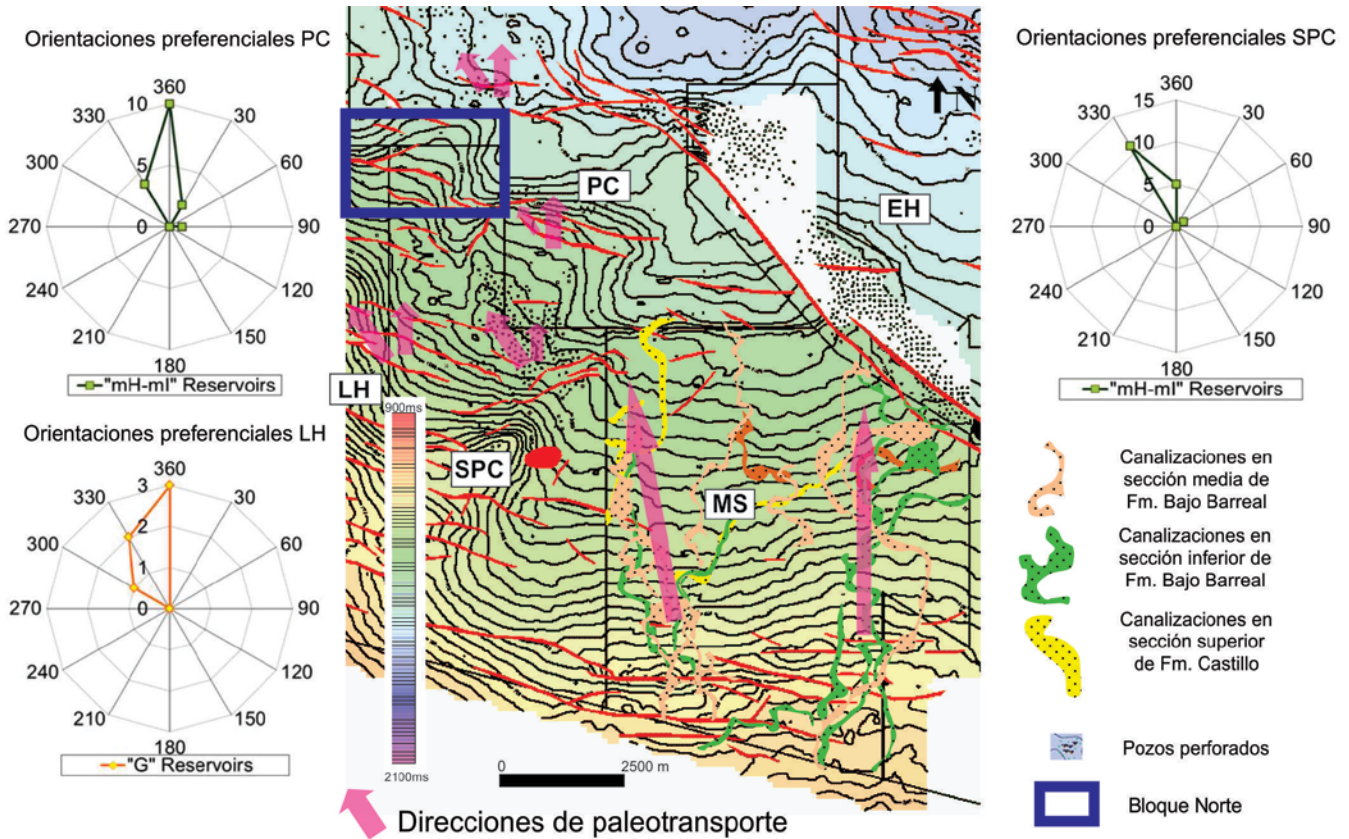 Orientaciones preferenciales PC
360
10
330
30
300
5
60
270
0
90
240
120
210
150
180
"mH-mI" Reservoirs
Orientaciones preferenciales LH
360
3
330
30
2
300
60
1
270
0
90
240
120
210
150
180
"G" Reservoirs
N
PC
EH
LH
900ms
SPC
MS
2100ms
0
2500 m
Direcciones de paleotransporte
Orientaciones preferenciales SPC
360
15
330
30
10
300
5
60
270
0
90
240
120
210
150
180
"mH-mI" Reservoirs
Canalizaciones en
sección media de
Fm. Bajo Barreal
Canalizaciones en
sección inferior de
Fm. Bajo Barreal
Canalizaciones en
sección superior
de Fm. Castillo
Pozos perforados
Bloque Norte